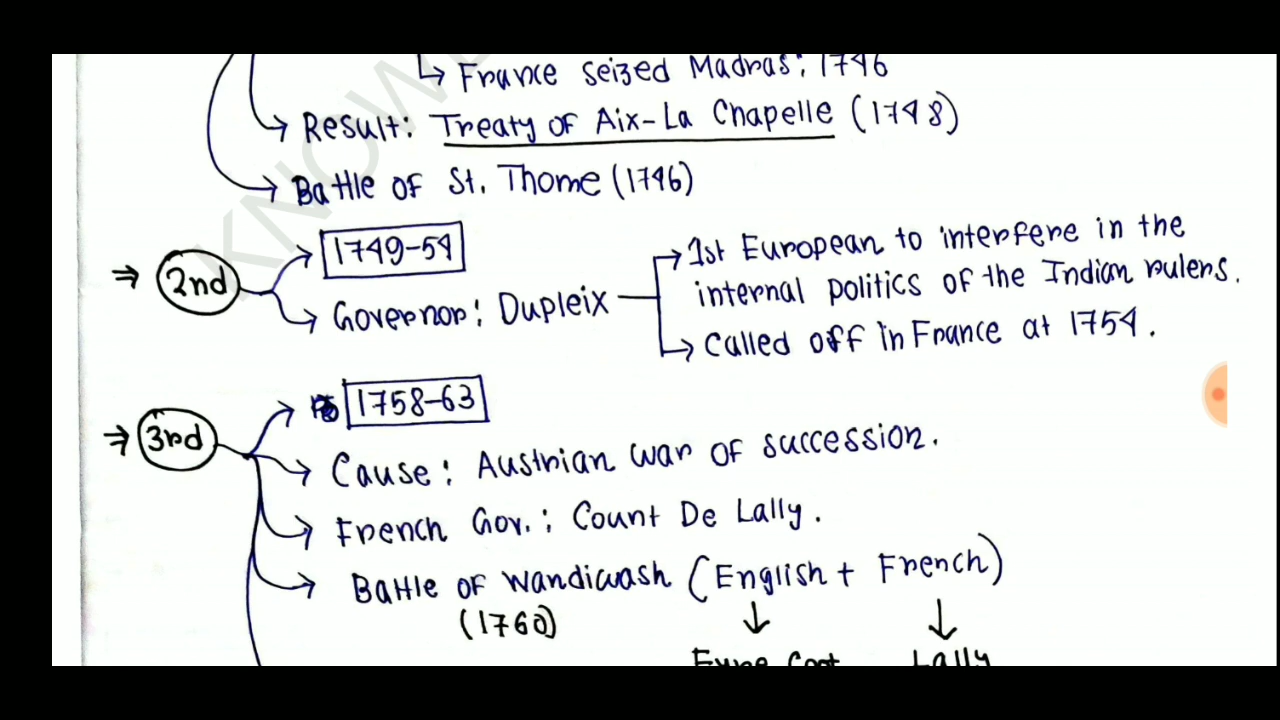 ↳ France seized Madras: 1746
→ Result: Treaty of Aix-La Chapelle (1748)
→ Battle of St. Thome (1746)
⇒ 2nd → 1749-54
→ Governor: Dupleix
→ 1st European to interfere in the
internal politics of the Indian rulers.
→ Called off in France at 1754.
⇒ 3rd → 1758-63
→ Cause: Austrian war of succession.
→ French Gov.: Count De Lally.
→ Battle of Wandiwash (English + French)
(1760)
↓ ↓
Coot Lally
KNOW